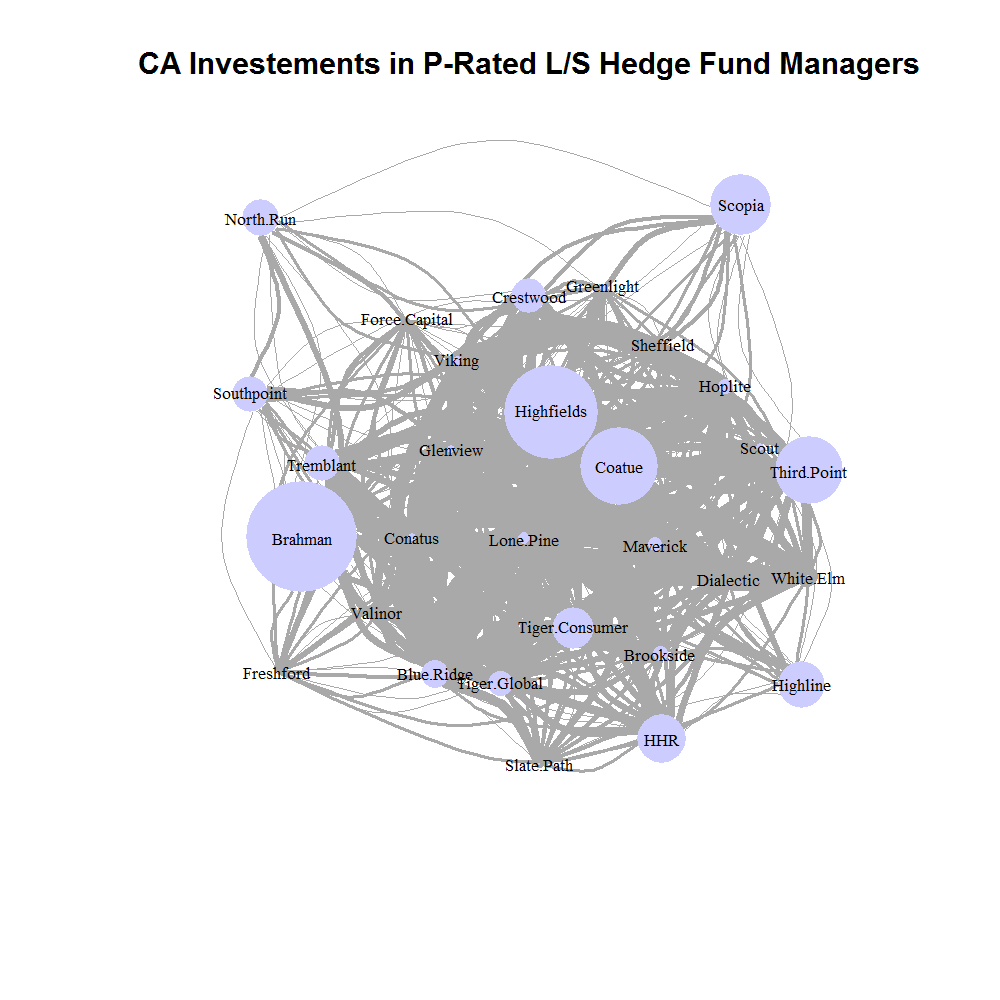 CA Investements in P-Rated L/S Hedge Fund Managers
Scopia
North.Run
Greenlight
Crestwood
Force.Capital
Sheffield
Viking
Hoplite
Southpoint
Highfields
Scout
Glenview
Tremblant
Coatue
Third.Point
Brahman
Conatus
Lone.Pine
Maverick
Dialectic
White.Elm
Valinor
Tiger.Consumer
Brookside
Freshford
Blue.Ridge
Tiger.Global
Highline
HHR
Slate.Path